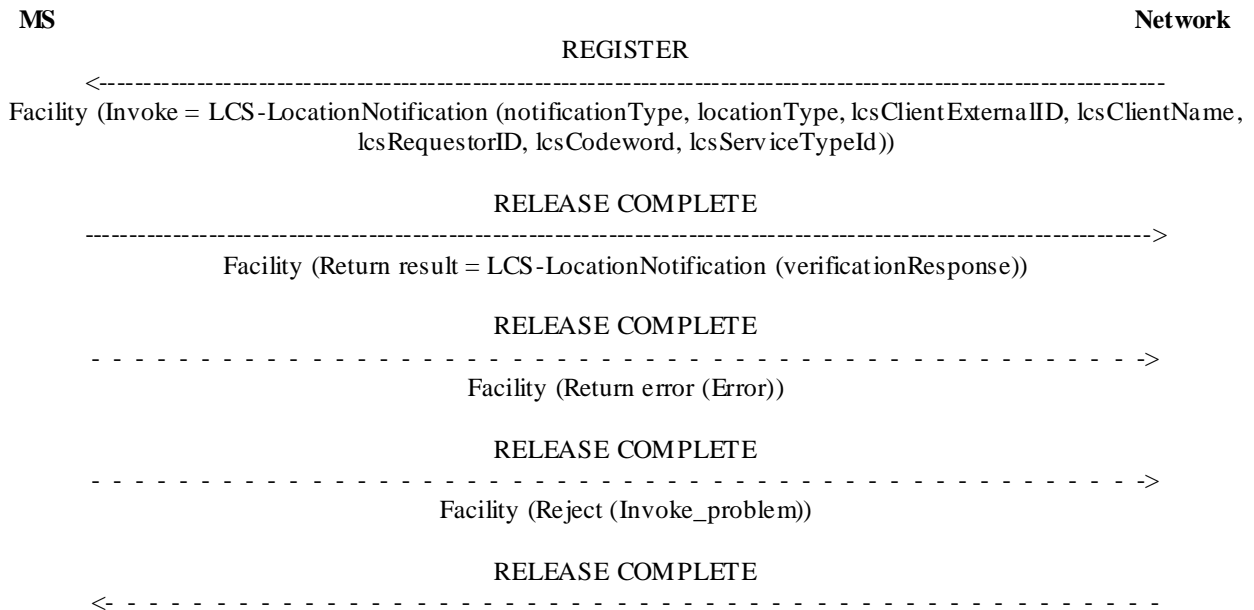 MS Network
REGISTER
<------------------------------------------------------------------------------------------------------------------------
Facility (Invoke = LCS-LocationNotification (notificationType, locationType, lcsClientExternalID, lcsClientName,
lcsRequestorID, lcsCodeword, lcsServiceTypeId))
RELEASE COMPLETE
------------------------------------------------------------------------------------------------------------------------>
Facility (Return result = LCS-LocationNotification (verificationResponse))
RELEASE COMPLETE
- - - - - - - - - - - - - - - - - - - - - - - - - - - - - - - - - - - - - - - - - - - - - - - - ->
Facility (Return error (Error))
RELEASE COMPLETE
- - - - - - - - - - - - - - - - - - - - - - - - - - - - - - - - - - - - - - - - - - - - - - - - ->
Facility (Reject (Invoke_problem))
RELEASE COMPLETE
<- - - - - - - - - - - - - - - - - - - - - - - - - - - - - - - - - - - - - - - - - - - - - - - - -